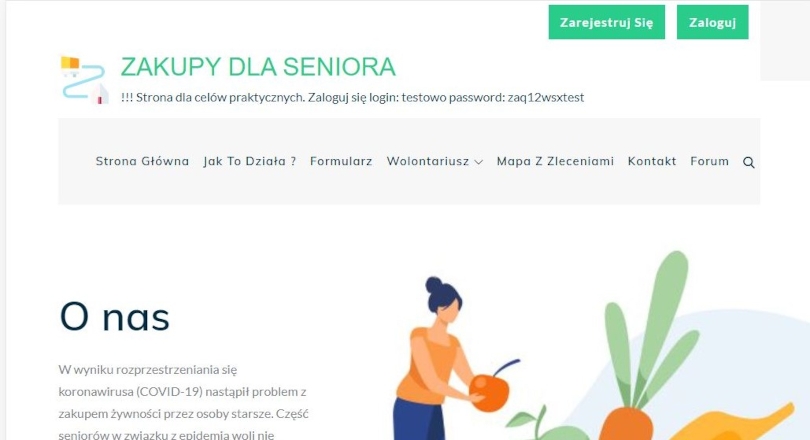 Zarejestruj Się Zaloguj
ZAKUPY DLA SENIORA
!!! Strona dla celów praktycznych. Zaloguj się login: testowo password: zaq12wsxtest
Strona Główna Jak To Działa ? Formularz Wolontariusz Mapa Z Zleceniami Kontakt Forum
O nas
W wyniku rozprzestrzeniania się
koronawirusa (COVID-19) nastąpił problem z
zakupem żywności przez osoby starsze. Część
seniorów w związku z epidemią woli nie